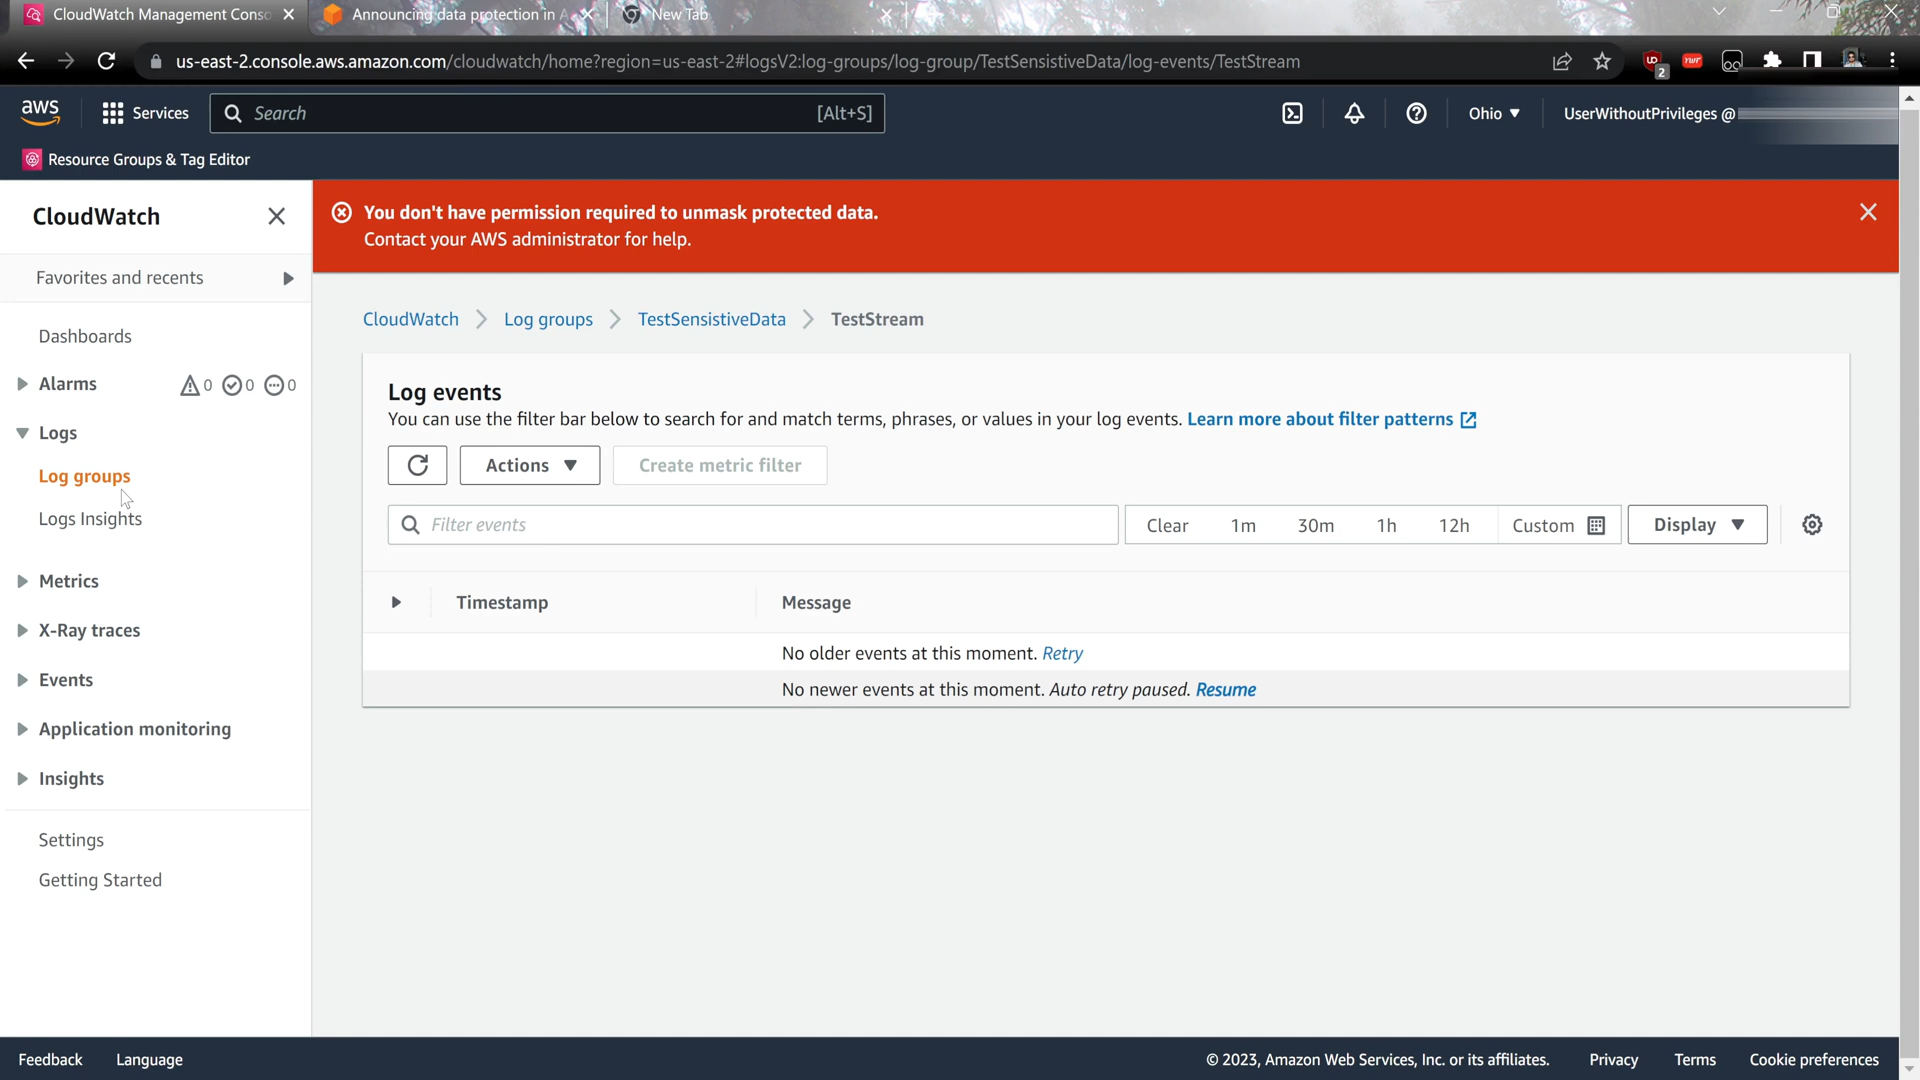 CloudWatch Management Conso
Announcing data protection in A
New Tab
us-east-2.console.aws.amazon.com/cloudwatch/home?region=us-east-2#logsV2:log-groups/log-group/TestSensistiveData/log-events/TestStream
2
aws
Services
Search
[Alt+S]
Ohio
UserWithoutPrivileges @
Resource Groups & Tag Editor
CloudWatch
Favorites and recents
Dashboards
Alarms
0
0
0
Logs
Log groups
Logs Insights
Metrics
X-Ray traces
Events
Application monitoring
Insights
Settings
Getting Started
You don't have permission required to unmask protected data.
Contact your AWS administrator for help.
CloudWatch
Log groups
TestSensistiveData
TestStream
Log events
You can use the filter bar below to search for and match terms, phrases, or values in your log events. Learn more about filter patterns
Actions
Create metric filter
Filter events
Clear
1m
30m
1h
12h
Custom
Display
Timestamp
Message
No older events at this moment. Retry
No newer events at this moment. Auto retry paused. Resume
Feedback
Language
© 2023, Amazon Web Services, Inc. or its affiliates.
Privacy
Terms
Cookie preferences